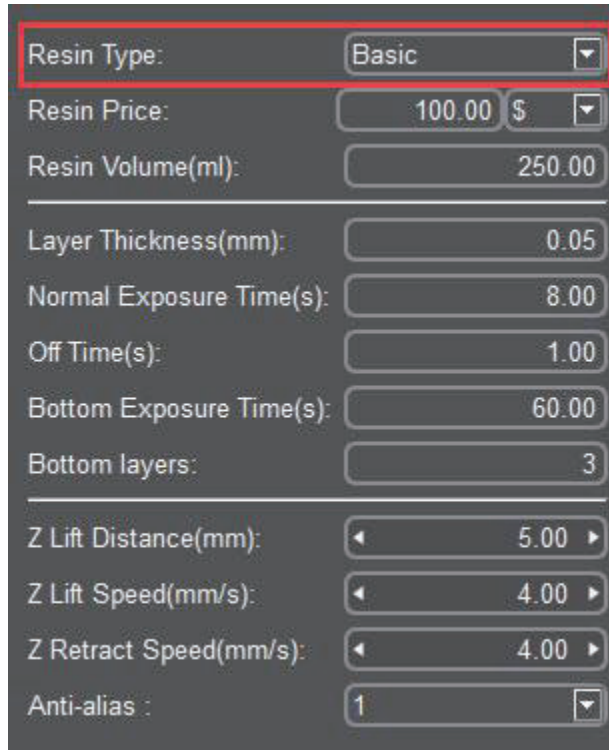 Resin Type: Basic
Resin Price: 100.00 $
Resin Volume(ml): 250.00
Layer Thickness(mm): 0.05
Normal Exposure Time(s): 8.00
Off Time(s): 1.00
Bottom Exposure Time(s): 60.00
Bottom layers: 3
Z Lift Distance(mm): 5.00
Z Lift Speed(mm/s): 4.00
Z Retract Speed(mm/s): 4.00
Anti-alias : 1